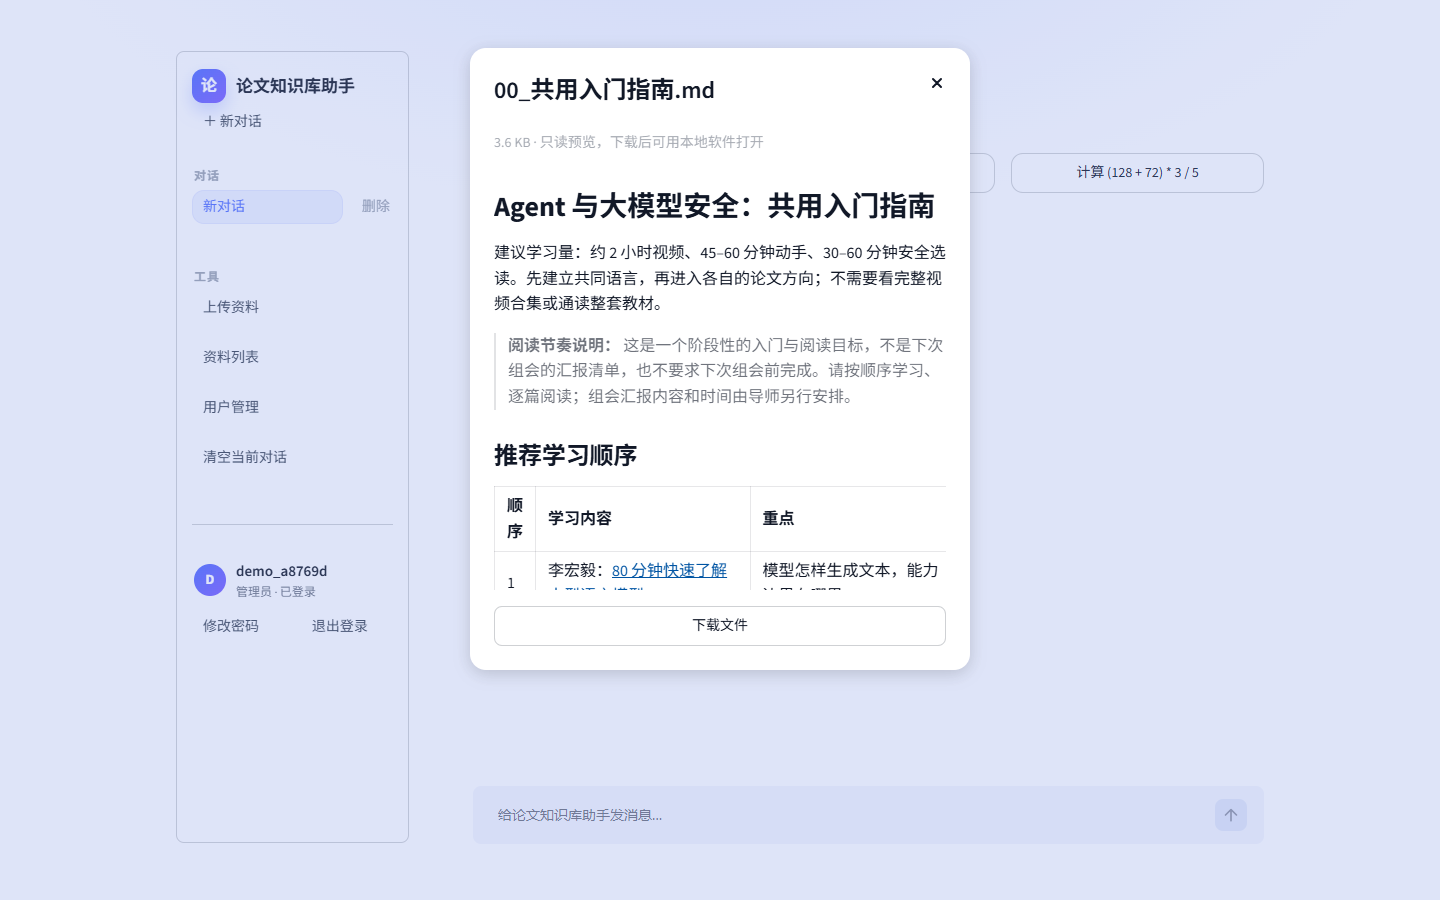 论
论文知识库助手
+ 新对话
对话
新对话
删除
工具
上传资料
资料列表
用户管理
清空当前对话
D
demo_a8769d
管理员 · 已登录
修改密码
退出登录
00_共用入门指南.md
3.6 KB · 只读预览，下载后可用本地软件打开
Agent 与大模型安全：共用入门指南
建议学习量：约 2 小时视频、45–60 分钟动手、30–60 分钟安全选
读。先建立共同语言，再进入各自的论文方向；不需要看完整视
频合集或通读整套教材。
阅读节奏说明： 这是一个阶段性的入门与阅读目标，不是下次
组会的汇报清单，也不要求下次组会前完成。请按顺序学习、
逐篇阅读；组会汇报内容和时间由导师另行安排。
推荐学习顺序
顺
序
学习内容
重点
1
李宏毅：80 分钟快速了解
模型怎样生成文本，能力
下载文件
计算 (128 + 72) * 3 / 5
给论文知识库助手发消息...